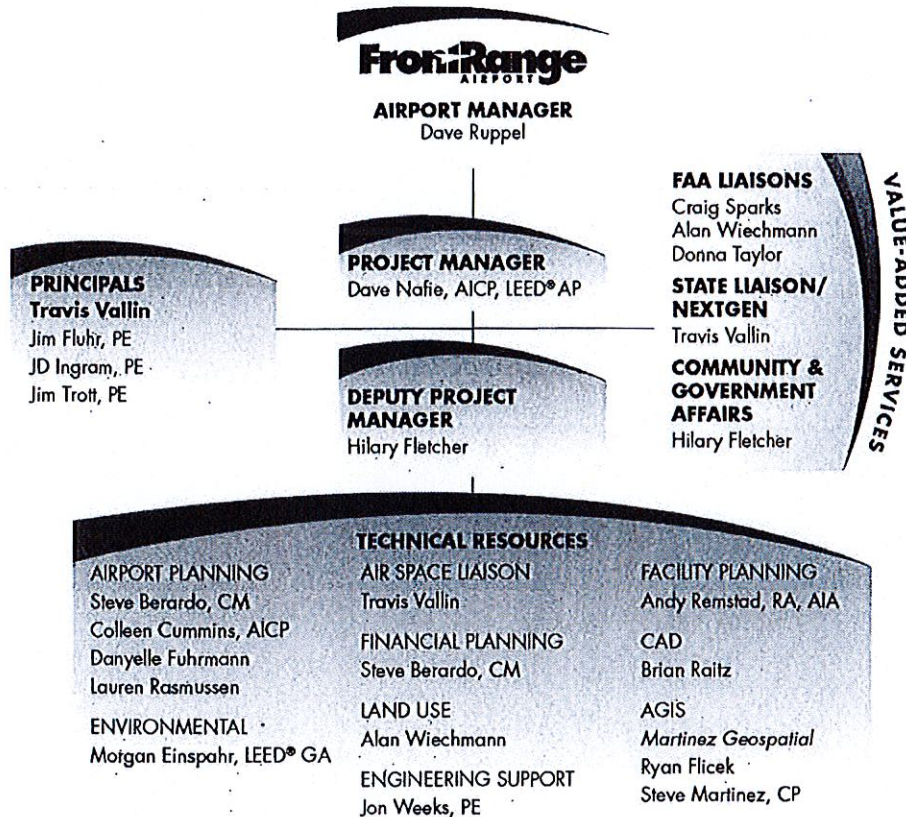 FrontRange
AIRPORT
AIRPORT MANAGER
Dave Ruppel
PROJECT MANAGER
Dave Nafie, AICP, LEED® AP
PRINCIPALS
Travis Vallin
Jim Fluhr, PE
JD Ingram, PE
Jim Trott, PE
DEPUTY PROJECT
MANAGER
Hilary Fletcher
FAA LIAISONS
Craig Sparks
Alan Wiechmann
Donna Taylor
STATE LIAISON/
NEXTGEN
Travis Vallin
COMMUNITY &
GOVERNMENT
AFFAIRS
Hilary Fletcher
VALUE-ADDED SERVICES
TECHNICAL RESOURCES
AIRPORT PLANNING
Steve Berardo, CM
Colleen Cummins, AICP
Danyelle Fuhrmann
Lauren Rasmussen
ENVIRONMENTAL
Morgan Einspahr, LEED® GA
AIR SPACE LIAISON
Travis Vallin
FINANCIAL PLANNING
Steve Berardo, CM
LAND USE
Alan Wiechmann
ENGINEERING SUPPORT
Jon Weeks, PE
FACILITY PLANNING
Andy Remstad, RA, AIA
CAD
Brian Raitz
AGIS
Martinez Geospatial
Ryan Flicek
Steve Martinez, CP